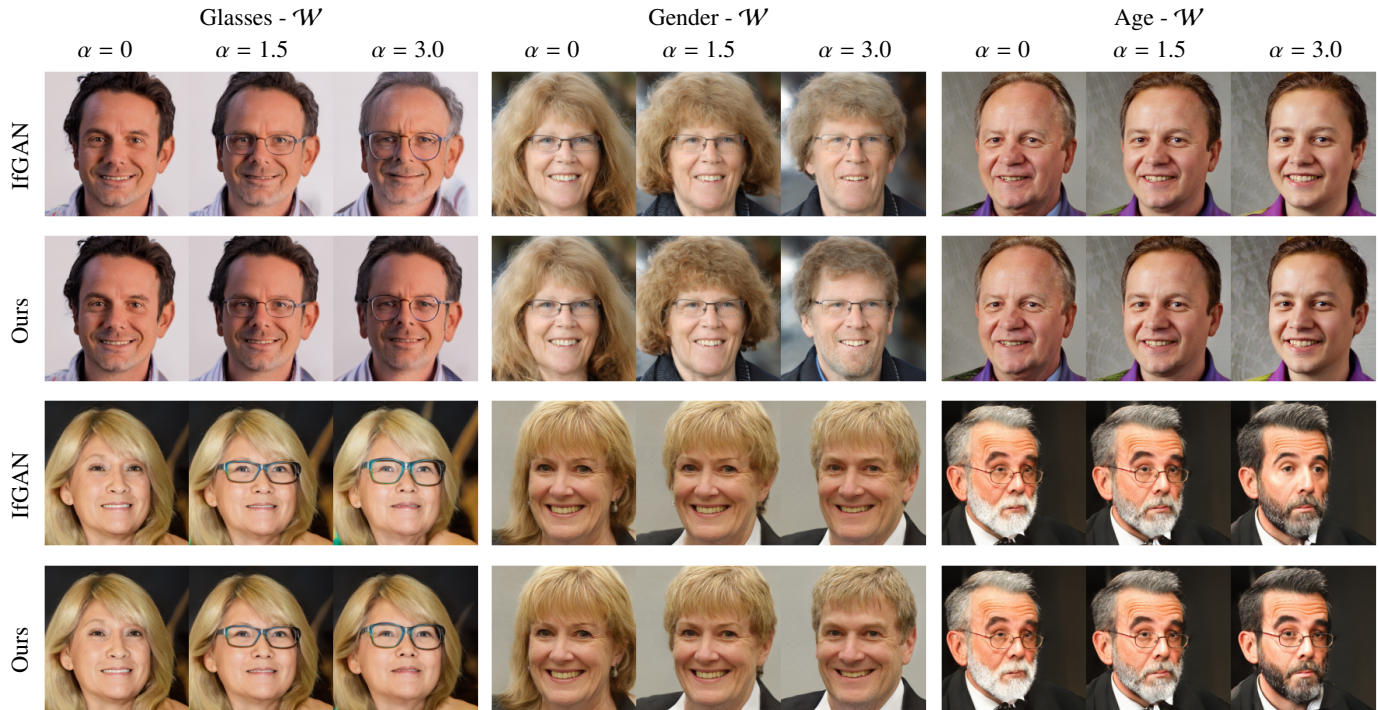 Glasses - 𝒲 Gender - 𝒲 Age - 𝒲
α = 0 α = 1.5 α = 3.0 α = 0 α = 1.5 α = 3.0 α = 0 α = 1.5 α = 3.0
IfGAN
Ours
IfGAN
Ours